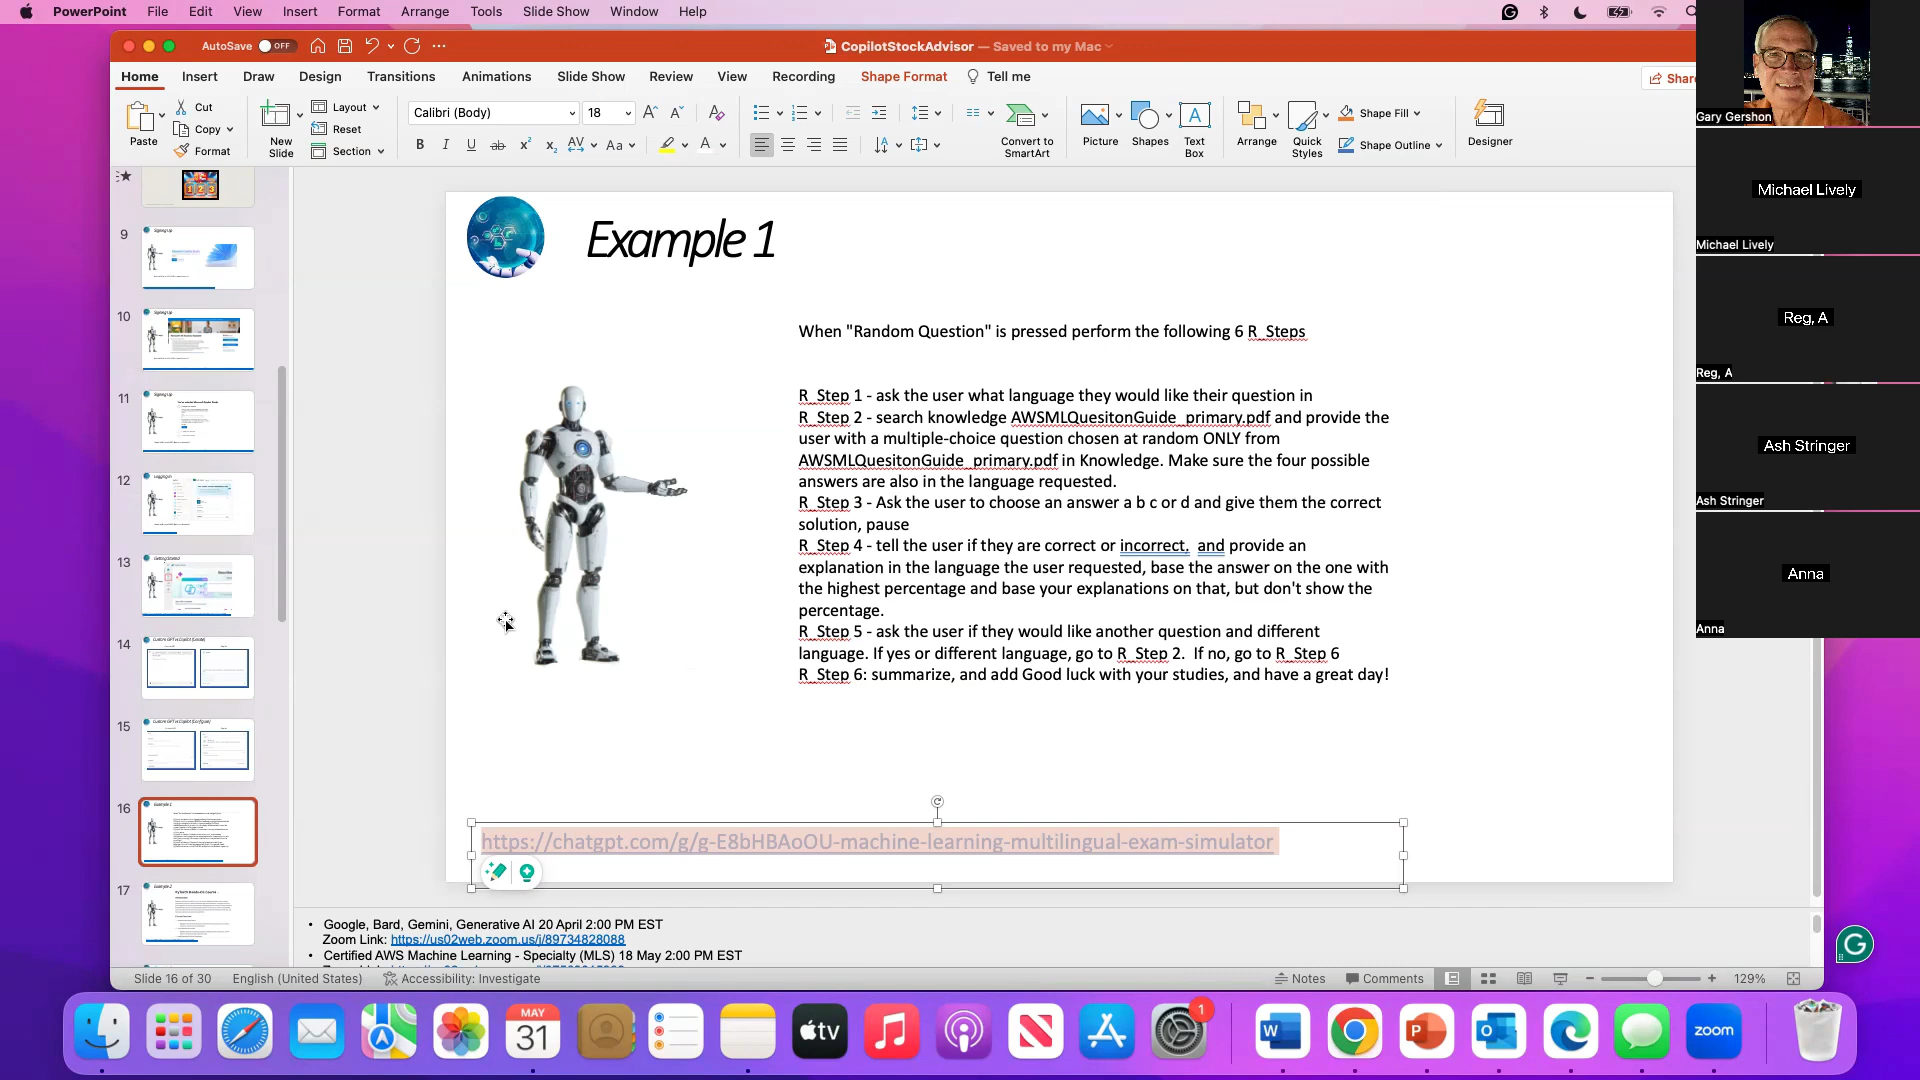 PowerPoint File Edit View Insert Format Arrange Tools Slide Show Window Help
AutoSave OFF
CopilotStockAdvisor — Saved to my Mac
Home Insert Draw Design Transitions Animations Slide Show Review View Recording Shape Format Tell me
Share
Paste
Cut
Copy
Format
New Slide
Layout
Reset
Section
Calibri (Body) 18
Convert to SmartArt
Picture
Shapes
Text Box
Arrange
Quick Styles
Shape Fill
Shape Outline
Designer
9
10
11
12
13
14
15
16
17
Example 1
When "Random Question" is pressed perform the following 6 R_Steps
R_Step 1 - ask the user what language they would like their question in
R_Step 2 - search knowledge AWSMLQuesitonGuide_primary.pdf and provide the
user with a multiple-choice question chosen at random ONLY from
AWSMLQuesitonGuide_primary.pdf in Knowledge. Make sure the four possible
answers are also in the language requested.
R_Step 3 - Ask the user to choose an answer a b c or d and give them the correct
solution, pause
R_Step 4 - tell the user if they are correct or incorrect.  and provide an
explanation in the language the user requested, base the answer on the one with
the highest percentage and base your explanations on that, but don't show the
percentage.
R_Step 5 - ask the user if they would like another question and different
language. If yes or different language, go to R_Step 2.  If no, go to R_Step 6
R_Step 6: summarize, and add Good luck with your studies, and have a great day!
https://chatgpt.com/g/g-E8bHBAoOU-machine-learning-multilingual-exam-simulator
• Google, Bard, Gemini, Generative AI 20 April 2:00 PM EST
Zoom Link: https://us02web.zoom.us/j/89734828088
• Certified AWS Machine Learning - Specialty (MLS) 18 May 2:00 PM EST
Slide 16 of 30 English (United States) Accessibility: Investigate Notes Comments 129%
Gary Gershon
Michael Lively
Michael Lively
Reg, A
Reg, A
Ash Stringer
Ash Stringer
Anna
Anna
MAY
31
tv
1
zoom